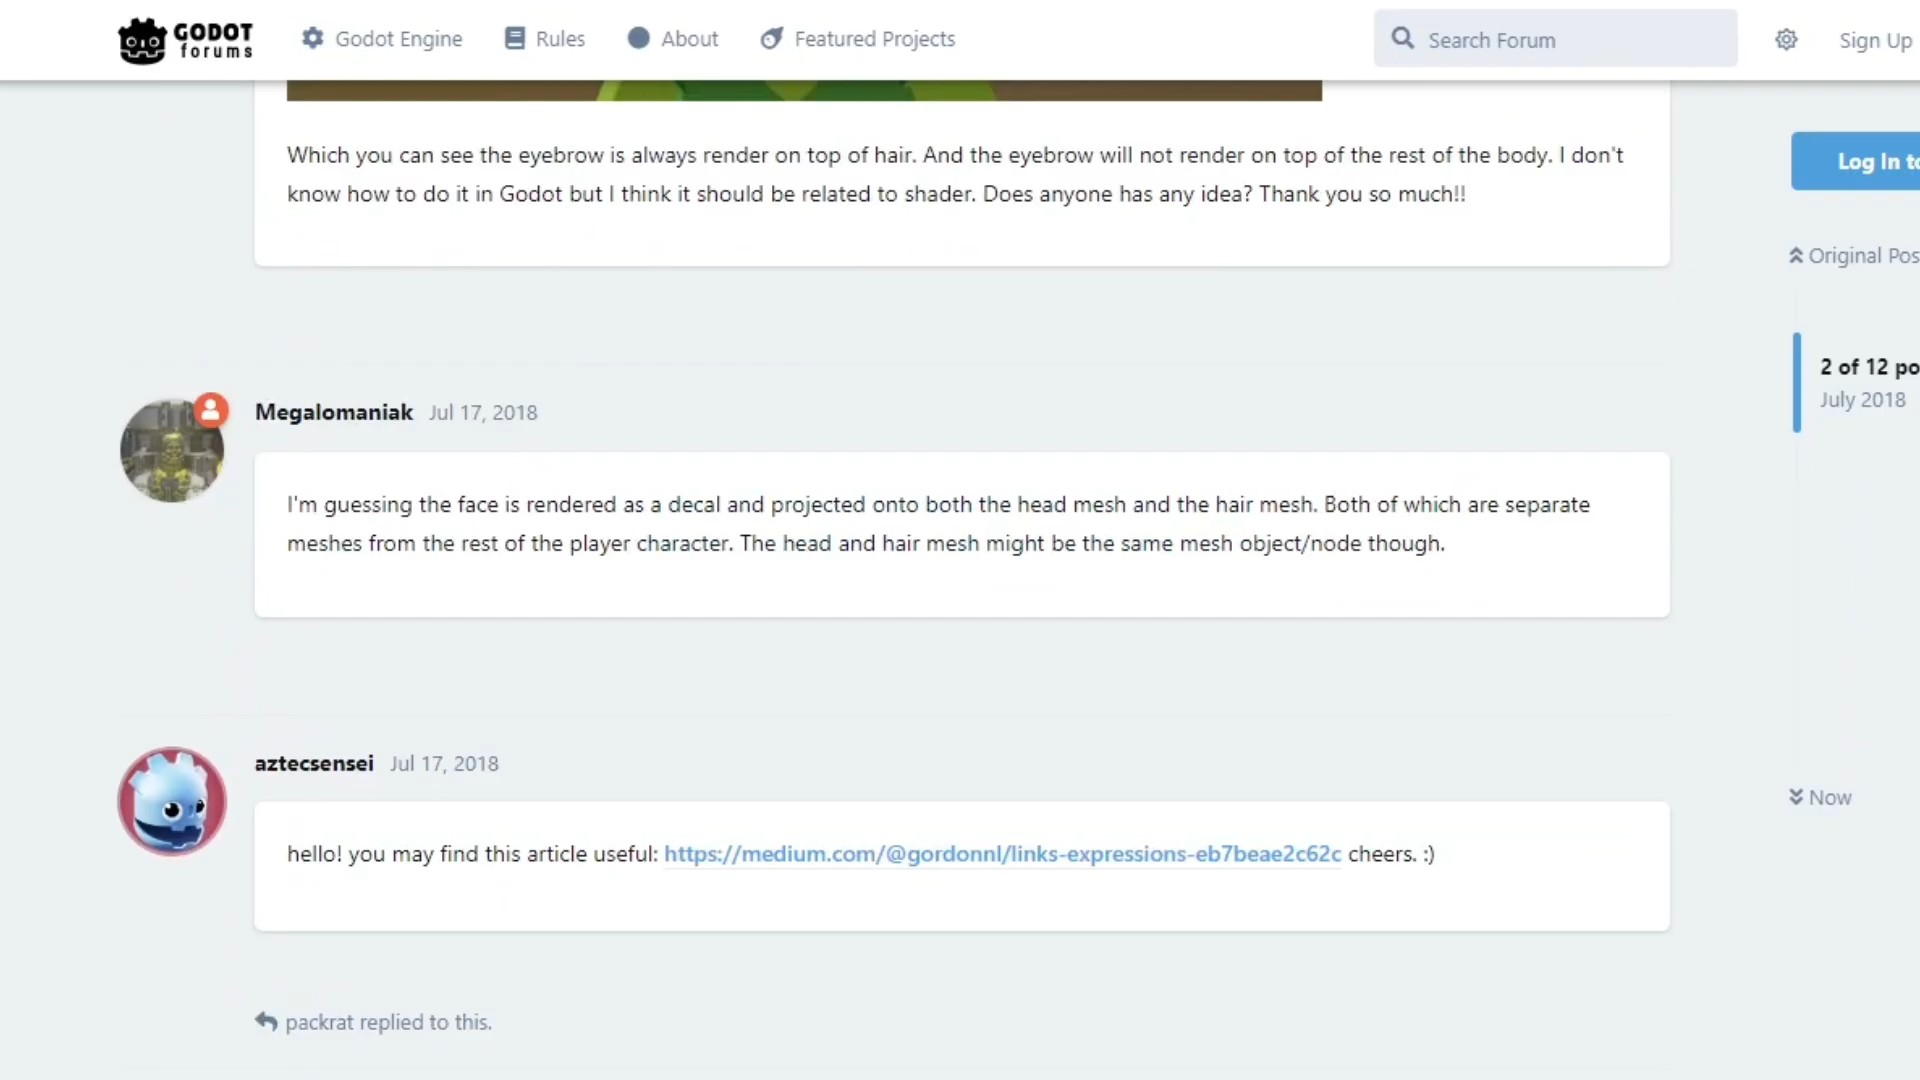 GODOT forums
Godot Engine
Rules
About
Featured Projects
Search Forum
Sign Up
Which you can see the eyebrow is always render on top of hair. And the eyebrow will not render on top of the rest of the body. I don't
know how to do it in Godot but I think it should be related to shader. Does anyone has any idea? Thank you so much!!
Log In to
Original Pos
2 of 12 po
July 2018
Megalomaniak Jul 17, 2018
I'm guessing the face is rendered as a decal and projected onto both the head mesh and the hair mesh. Both of which are separate
meshes from the rest of the player character. The head and hair mesh might be the same mesh object/node though.
aztecsensei Jul 17, 2018
Now
hello! you may find this article useful: https://medium.com/@gordonnl/links-expressions-eb7beae2c62c cheers. :)
packrat replied to this.